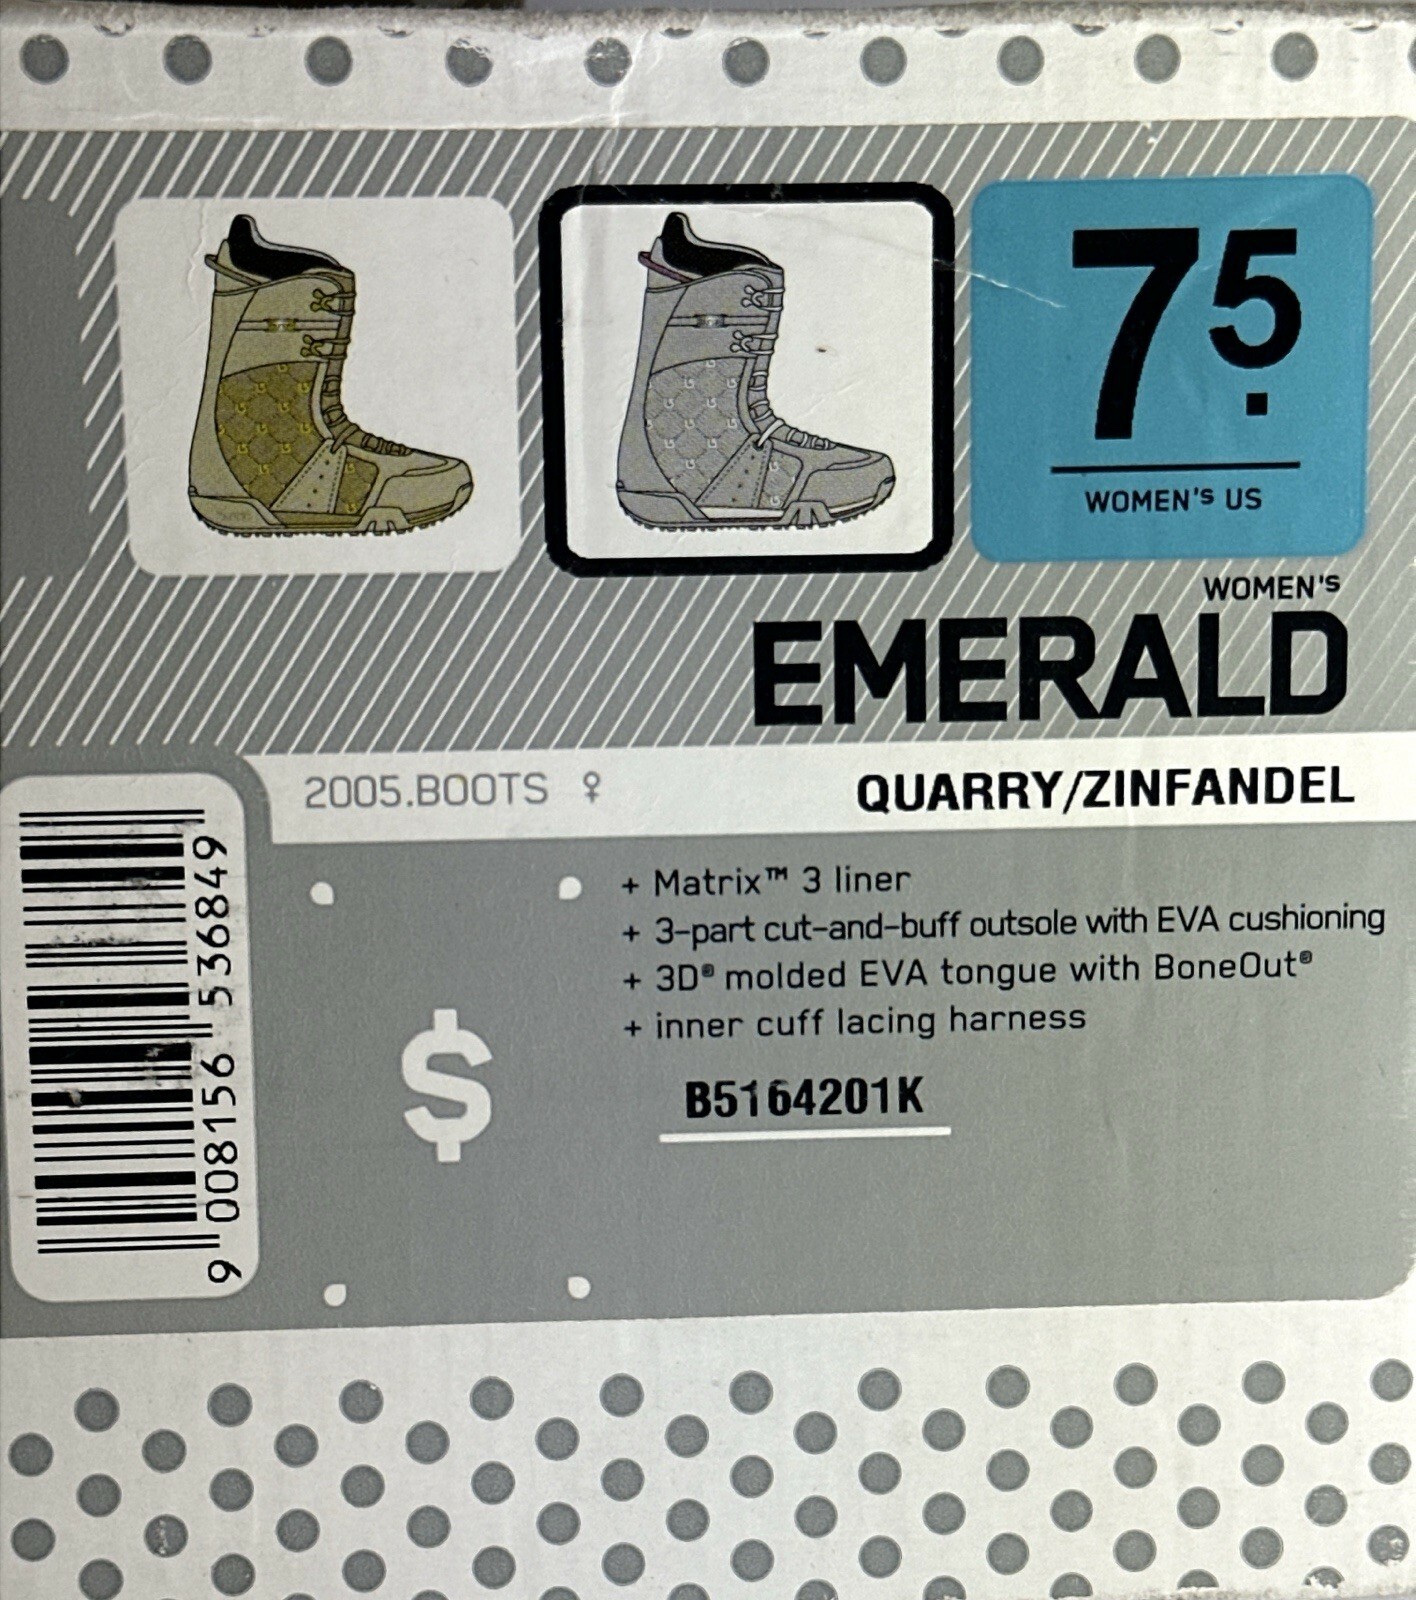 7.5
WOMEN'S US
WOMEN'S
EMERALD
2005.BOOTS ♀
QUARRY/ZINFANDEL
+ Matrix™ 3 liner
+ 3-part cut-and-buff outsole with EVA cushioning
+ 3D® molded EVA tongue with BoneOut®
+ inner cuff lacing harness
$
B5164201K
9 008156 536849